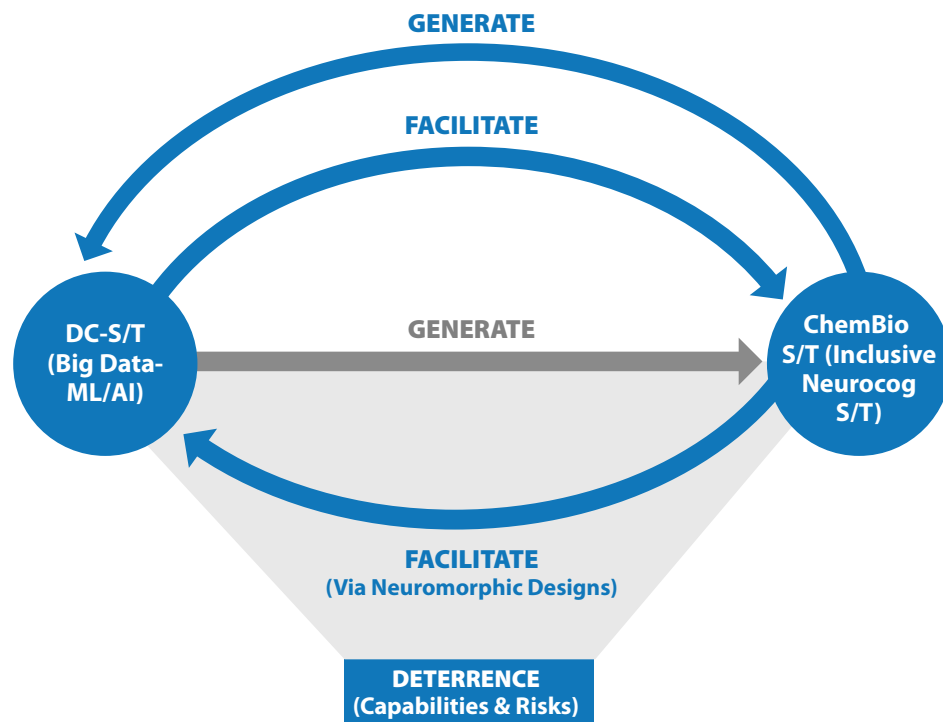 GENERATE
FACILITATE
GENERATE
DC-S/T
(Big Data-
ML/AI)
ChemBio
S/T (Inclusive
Neurocog
S/T)
FACILITATE
(Via Neuromorphic Designs)
DETERRENCE
(Capabilities & Risks)